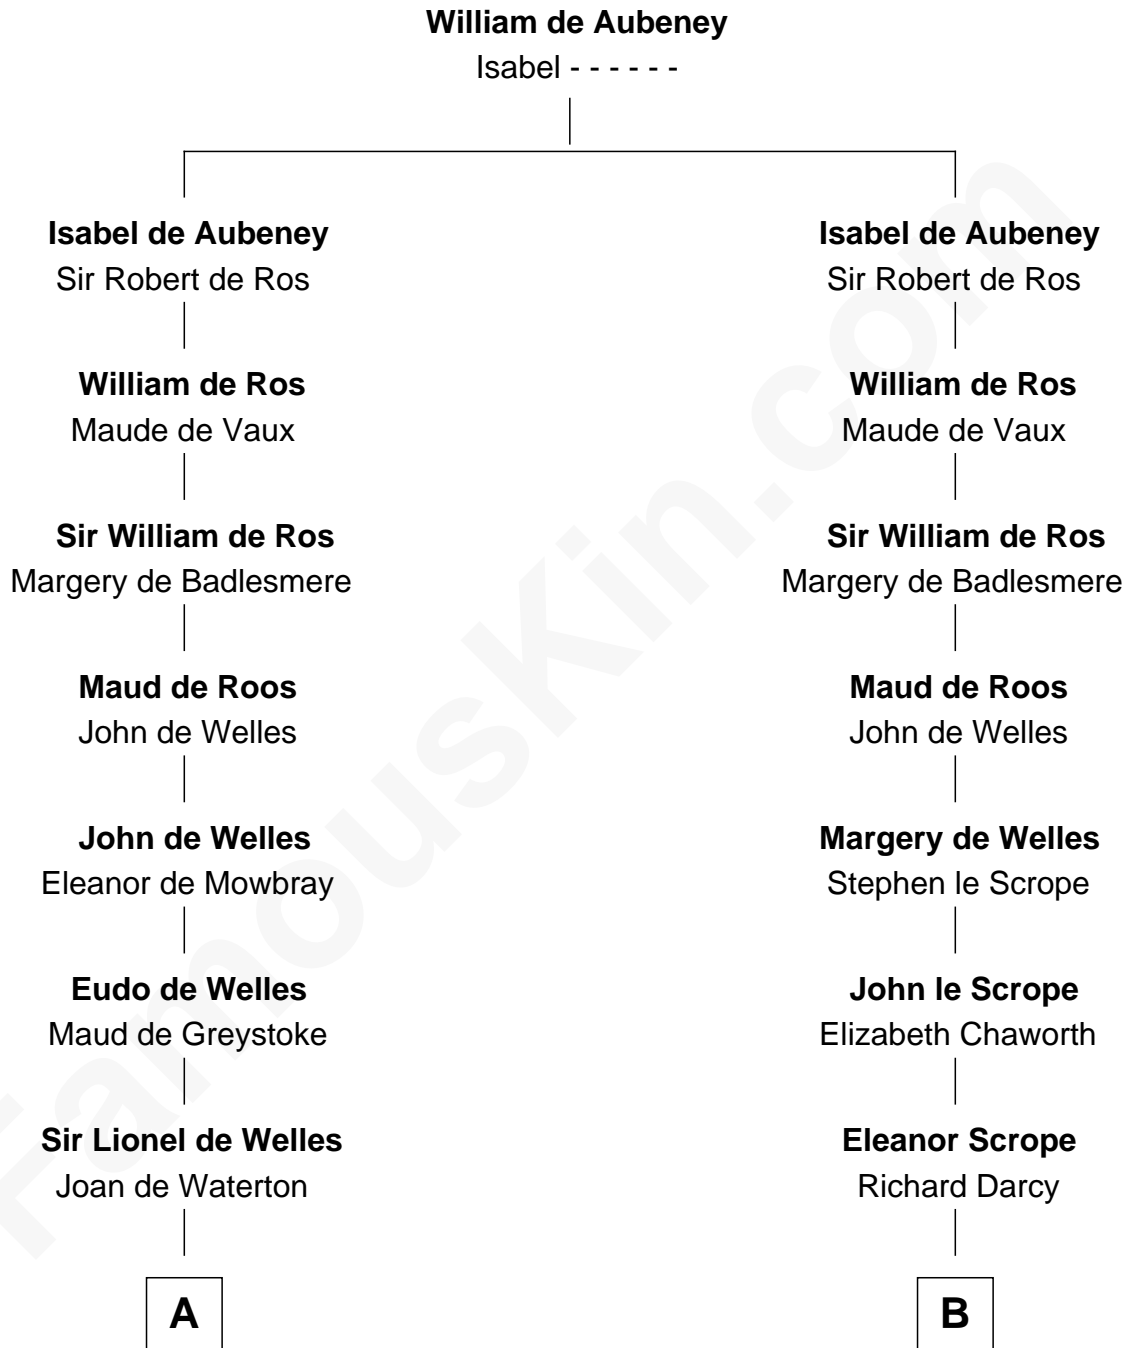 William de Aubeney
Isabel - - - - - -
Isabel de Aubeney
Sir Robert de Ros
William de Ros
Maude de Vaux
Sir William de Ros
Margery de Badlesmere
Maud de Roos
John de Welles
John de Welles
Eleanor de Mowbray
Eudo de Welles
Maud de Greystoke
Sir Lionel de Welles
Joan de Waterton
A
Isabel de Aubeney
Sir Robert de Ros
William de Ros
Maude de Vaux
Sir William de Ros
Margery de Badlesmere
Maud de Roos
John de Welles
Margery de Welles
Stephen le Scrope
John le Scrope
Elizabeth Chaworth
Eleanor Scrope
Richard Darcy
B
FamousKin.com